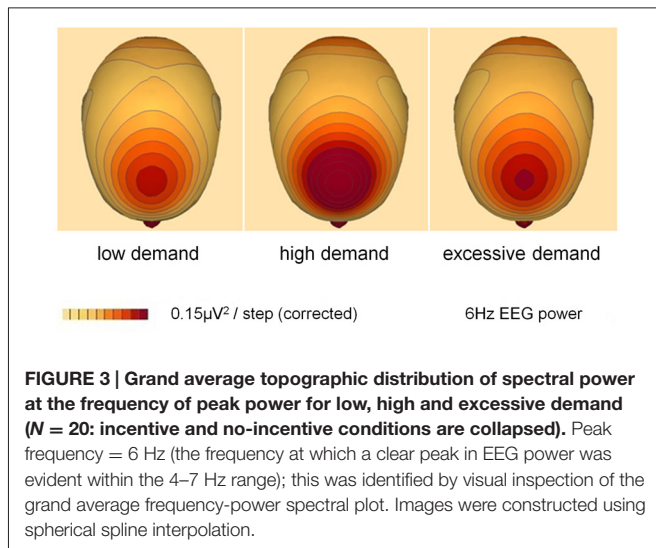 low demand high demand excessive demand
0.15µV² / step (corrected) 6Hz EEG power
FIGURE 3 | Grand average topographic distribution of spectral power
at the frequency of peak power for low, high and excessive demand
(N = 20: incentive and no-incentive conditions are collapsed). Peak
frequency = 6 Hz (the frequency at which a clear peak in EEG power was
evident within the 4–7 Hz range); this was identified by visual inspection of the
grand average frequency-power spectral plot. Images were constructed using
spherical spline interpolation.